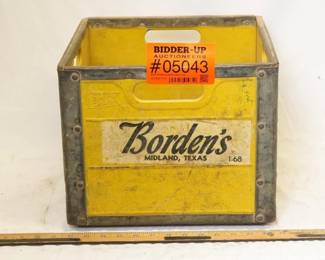 BIDDER-UP
AUCTIONEERS
#05043
Borden's
MIDLAND, TEXAS
1-68